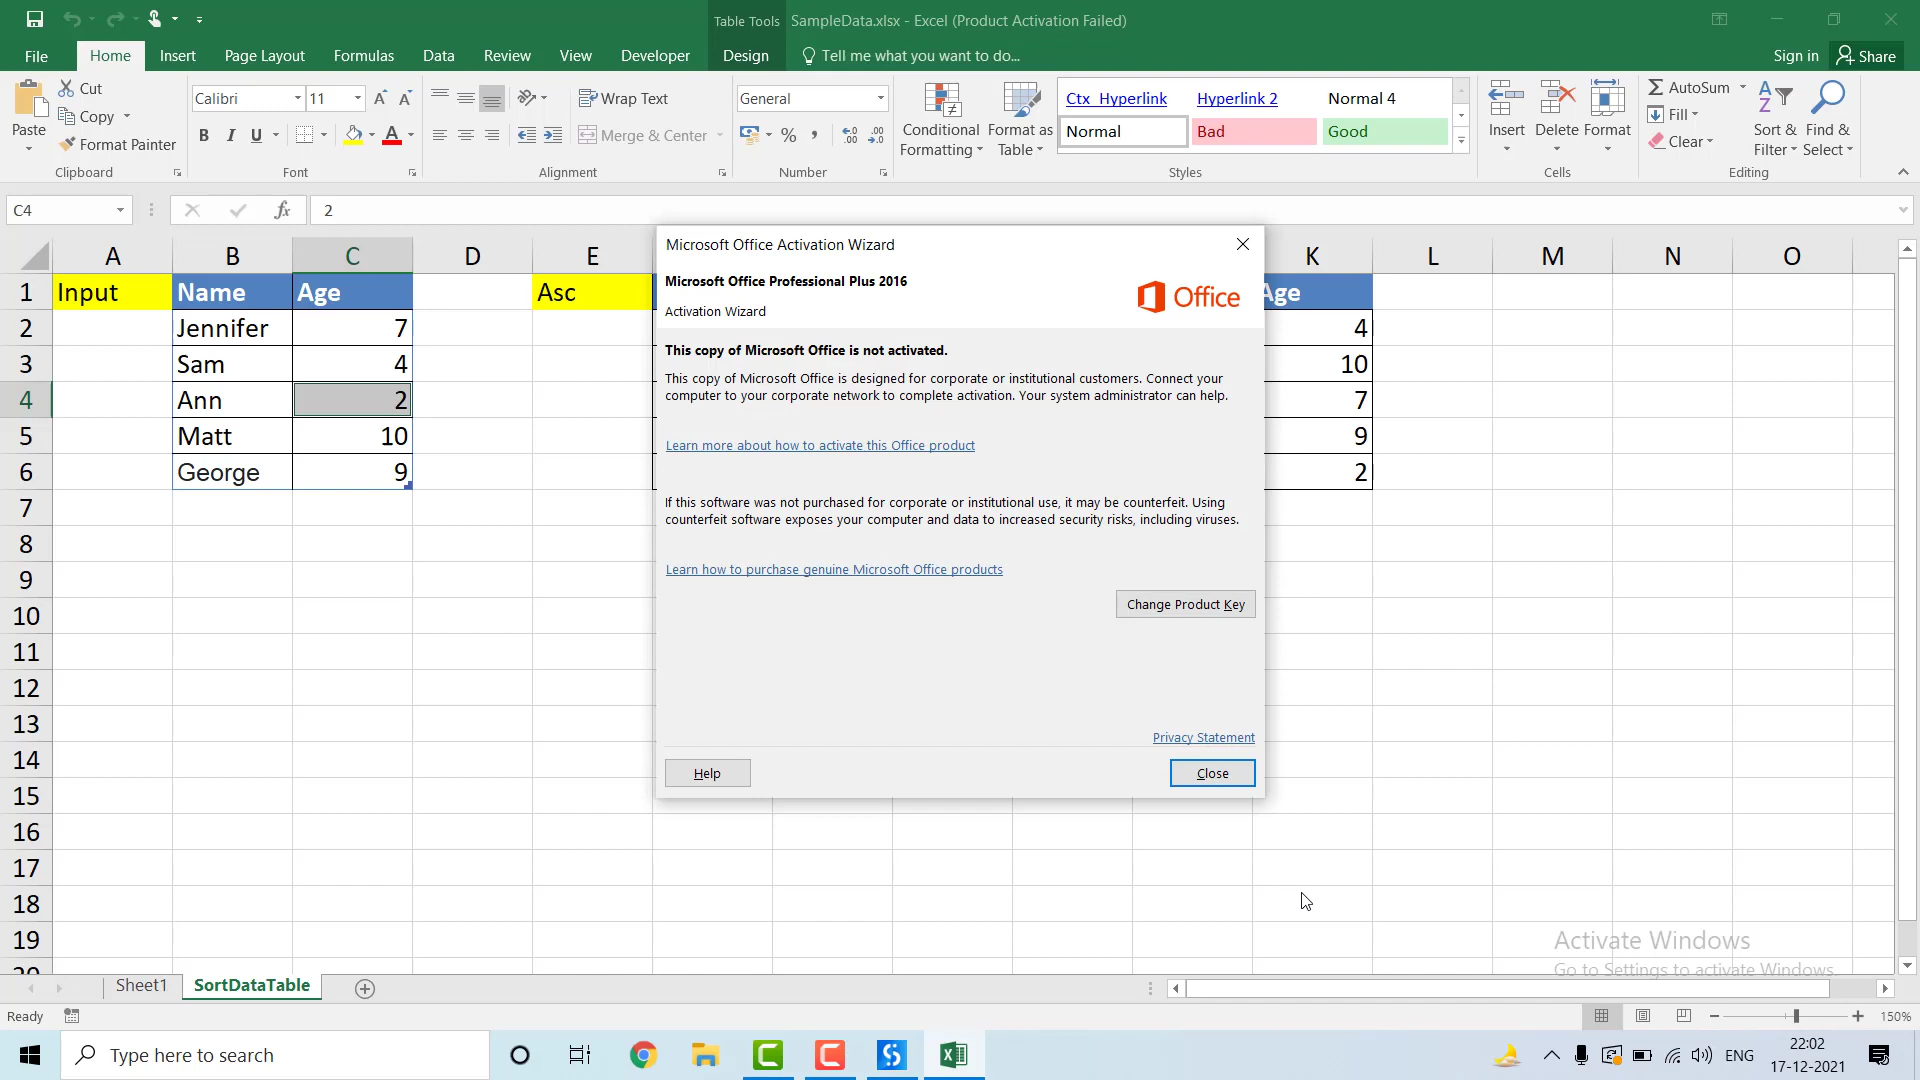 Table Tools
SampleData.xlsx - Excel (Product Activation Failed)
File
Home
Insert
Page Layout
Formulas
Data
Review
View
Developer
Design
Tell me what you want to do...
Sign in
Share
Paste
Cut
Copy
Format Painter
Clipboard
Calibri
11
B I U
Font
Wrap Text
Merge & Center
Alignment
General
Number
Conditional Formatting
Format as Table
Ctx_Hyperlink
Hyperlink 2
Normal 4
Normal
Bad
Good
Styles
Insert
Delete
Format
Cells
AutoSum
Fill
Clear
Sort & Filter
Find & Select
Editing
C4
fx
2
A B C D E K L M N O
1 Input Name Age Asc Age
2 Jennifer 7 4
3 Sam 4 10
4 Ann 2 7
5 Matt 10 9
6 George 9 2
7
8
9
10
11
12
13
14
15
16
17
18
19
20
Microsoft Office Activation Wizard
Microsoft Office Professional Plus 2016
Activation Wizard
Office
This copy of Microsoft Office is not activated.
This copy of Microsoft Office is designed for corporate or institutional customers. Connect your
computer to your corporate network to complete activation. Your system administrator can help.
Learn more about how to activate this Office product
If this software was not purchased for corporate or institutional use, it may be counterfeit. Using
counterfeit software exposes your computer and data to increased security risks, including viruses.
Learn how to purchase genuine Microsoft Office products
Change Product Key
Privacy Statement
Help
Close
Activate Windows
Go to Settings to activate Windows.
Sheet1
SortDataTable
Ready
150%
Type here to search
ENG
22:02
17-12-2021